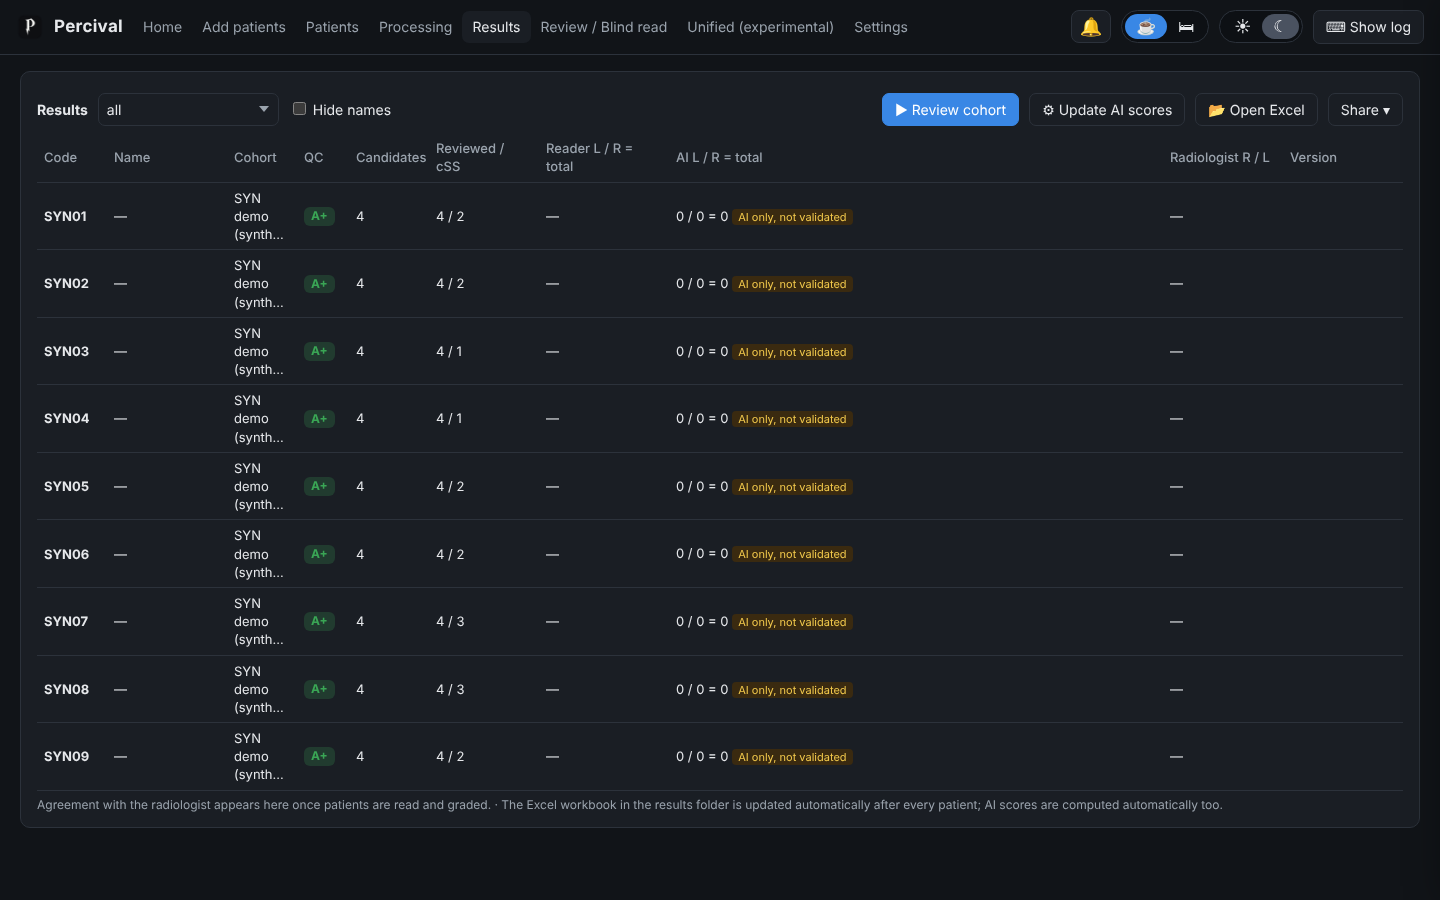 Percival Home Add patients Patients Processing Results Review / Blind read Unified (experimental) Settings Show log
Results all Hide names ▶ Review cohort ⚙ Update AI scores Open Excel Share ▾
Code Name Cohort QC Candidates Reviewed / cSS Reader L / R = total AI L / R = total Radiologist R / L Version
SYN01 — SYN demo (synth... A+ 4 4 / 2 — 0 / 0 = 0 AI only, not validated —
SYN02 — SYN demo (synth... A+ 4 4 / 2 — 0 / 0 = 0 AI only, not validated —
SYN03 — SYN demo (synth... A+ 4 4 / 1 — 0 / 0 = 0 AI only, not validated —
SYN04 — SYN demo (synth... A+ 4 4 / 1 — 0 / 0 = 0 AI only, not validated —
SYN05 — SYN demo (synth... A+ 4 4 / 2 — 0 / 0 = 0 AI only, not validated —
SYN06 — SYN demo (synth... A+ 4 4 / 2 — 0 / 0 = 0 AI only, not validated —
SYN07 — SYN demo (synth... A+ 4 4 / 3 — 0 / 0 = 0 AI only, not validated —
SYN08 — SYN demo (synth... A+ 4 4 / 3 — 0 / 0 = 0 AI only, not validated —
SYN09 — SYN demo (synth... A+ 4 4 / 2 — 0 / 0 = 0 AI only, not validated —
Agreement with the radiologist appears here once patients are read and graded. · The Excel workbook in the results folder is updated automatically after every patient; AI scores are computed automatically too.